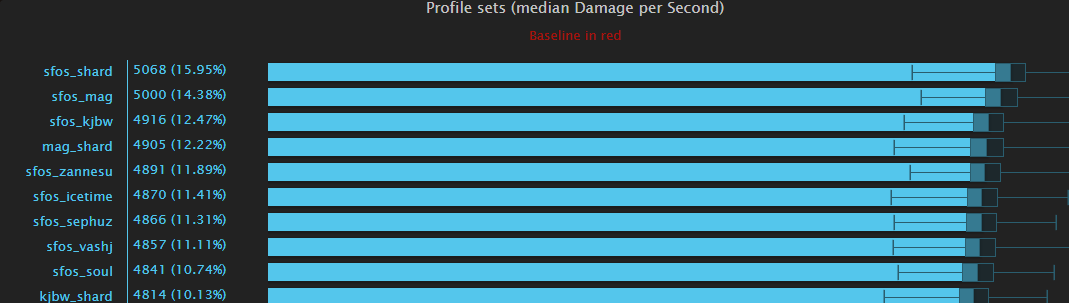 Profile sets (median Damage per Second)
Baseline in red
sfos_shard 5068 (15.95%)
sfos_mag 5000 (14.38%)
sfos_kjbw 4916 (12.47%)
mag_shard 4905 (12.22%)
sfos_zannesu 4891 (11.89%)
sfos_icetime 4870 (11.41%)
sfos_sephuz 4866 (11.31%)
sfos_vashj 4857 (11.11%)
sfos_soul 4841 (10.74%)
kjbw_shard 4814 (10.13%)